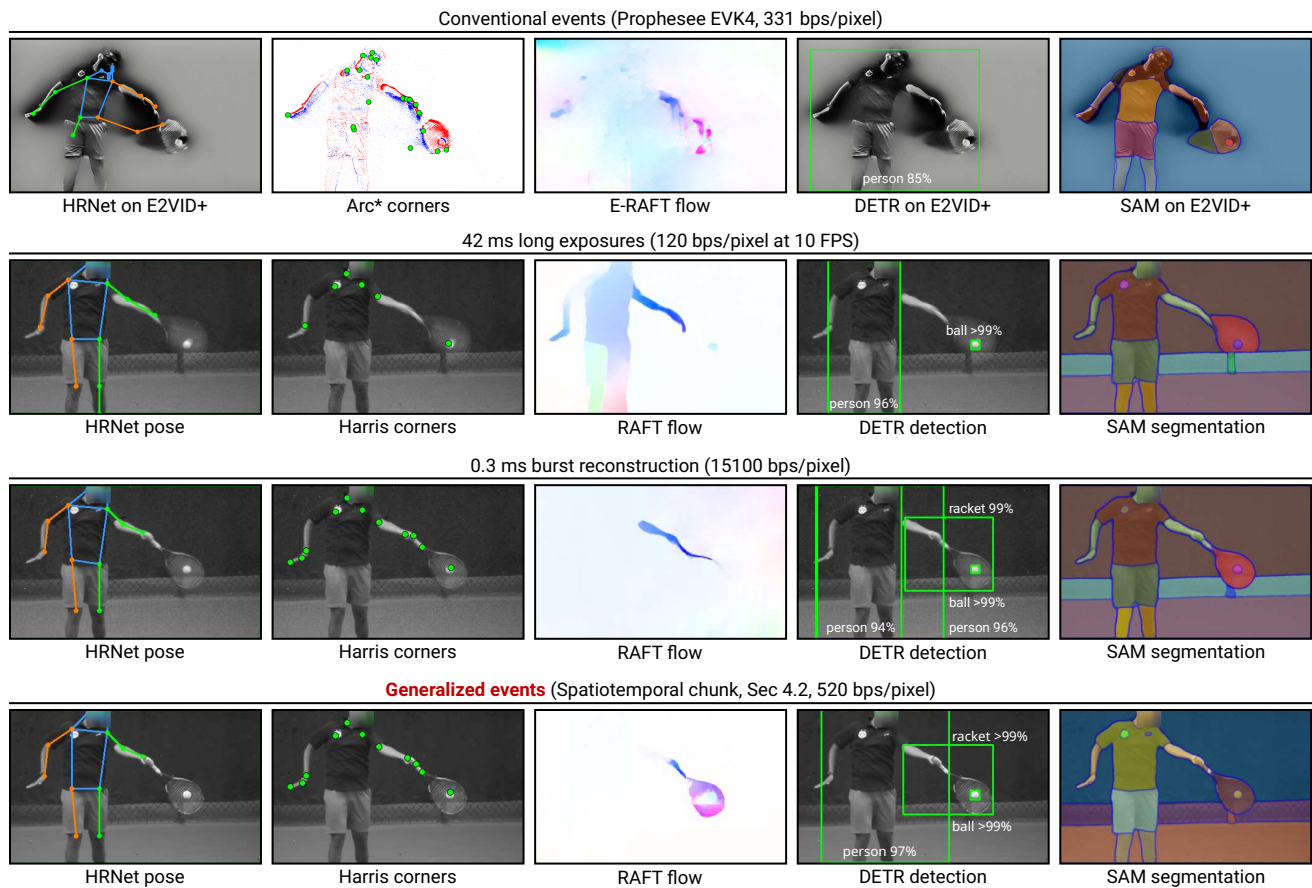 Conventional events (Prophesee EVK4, 331 bps/pixel)
person 85%
HRNet on E2VID+
Arc* corners
E-RAFT flow
DETR on E2VID+
SAM on E2VID+
42 ms long exposures (120 bps/pixel at 10 FPS)
ball >99%
person 96%
HRNet pose
Harris corners
RAFT flow
DETR detection
SAM segmentation
0.3 ms burst reconstruction (15100 bps/pixel)
racket 99%
ball >99%
person 94%
person 96%
HRNet pose
Harris corners
RAFT flow
DETR detection
SAM segmentation
Generalized events (Spatiotemporal chunk, Sec 4.2, 520 bps/pixel)
racket >99%
ball >99%
person 97%
HRNet pose
Harris corners
RAFT flow
DETR detection
SAM segmentation